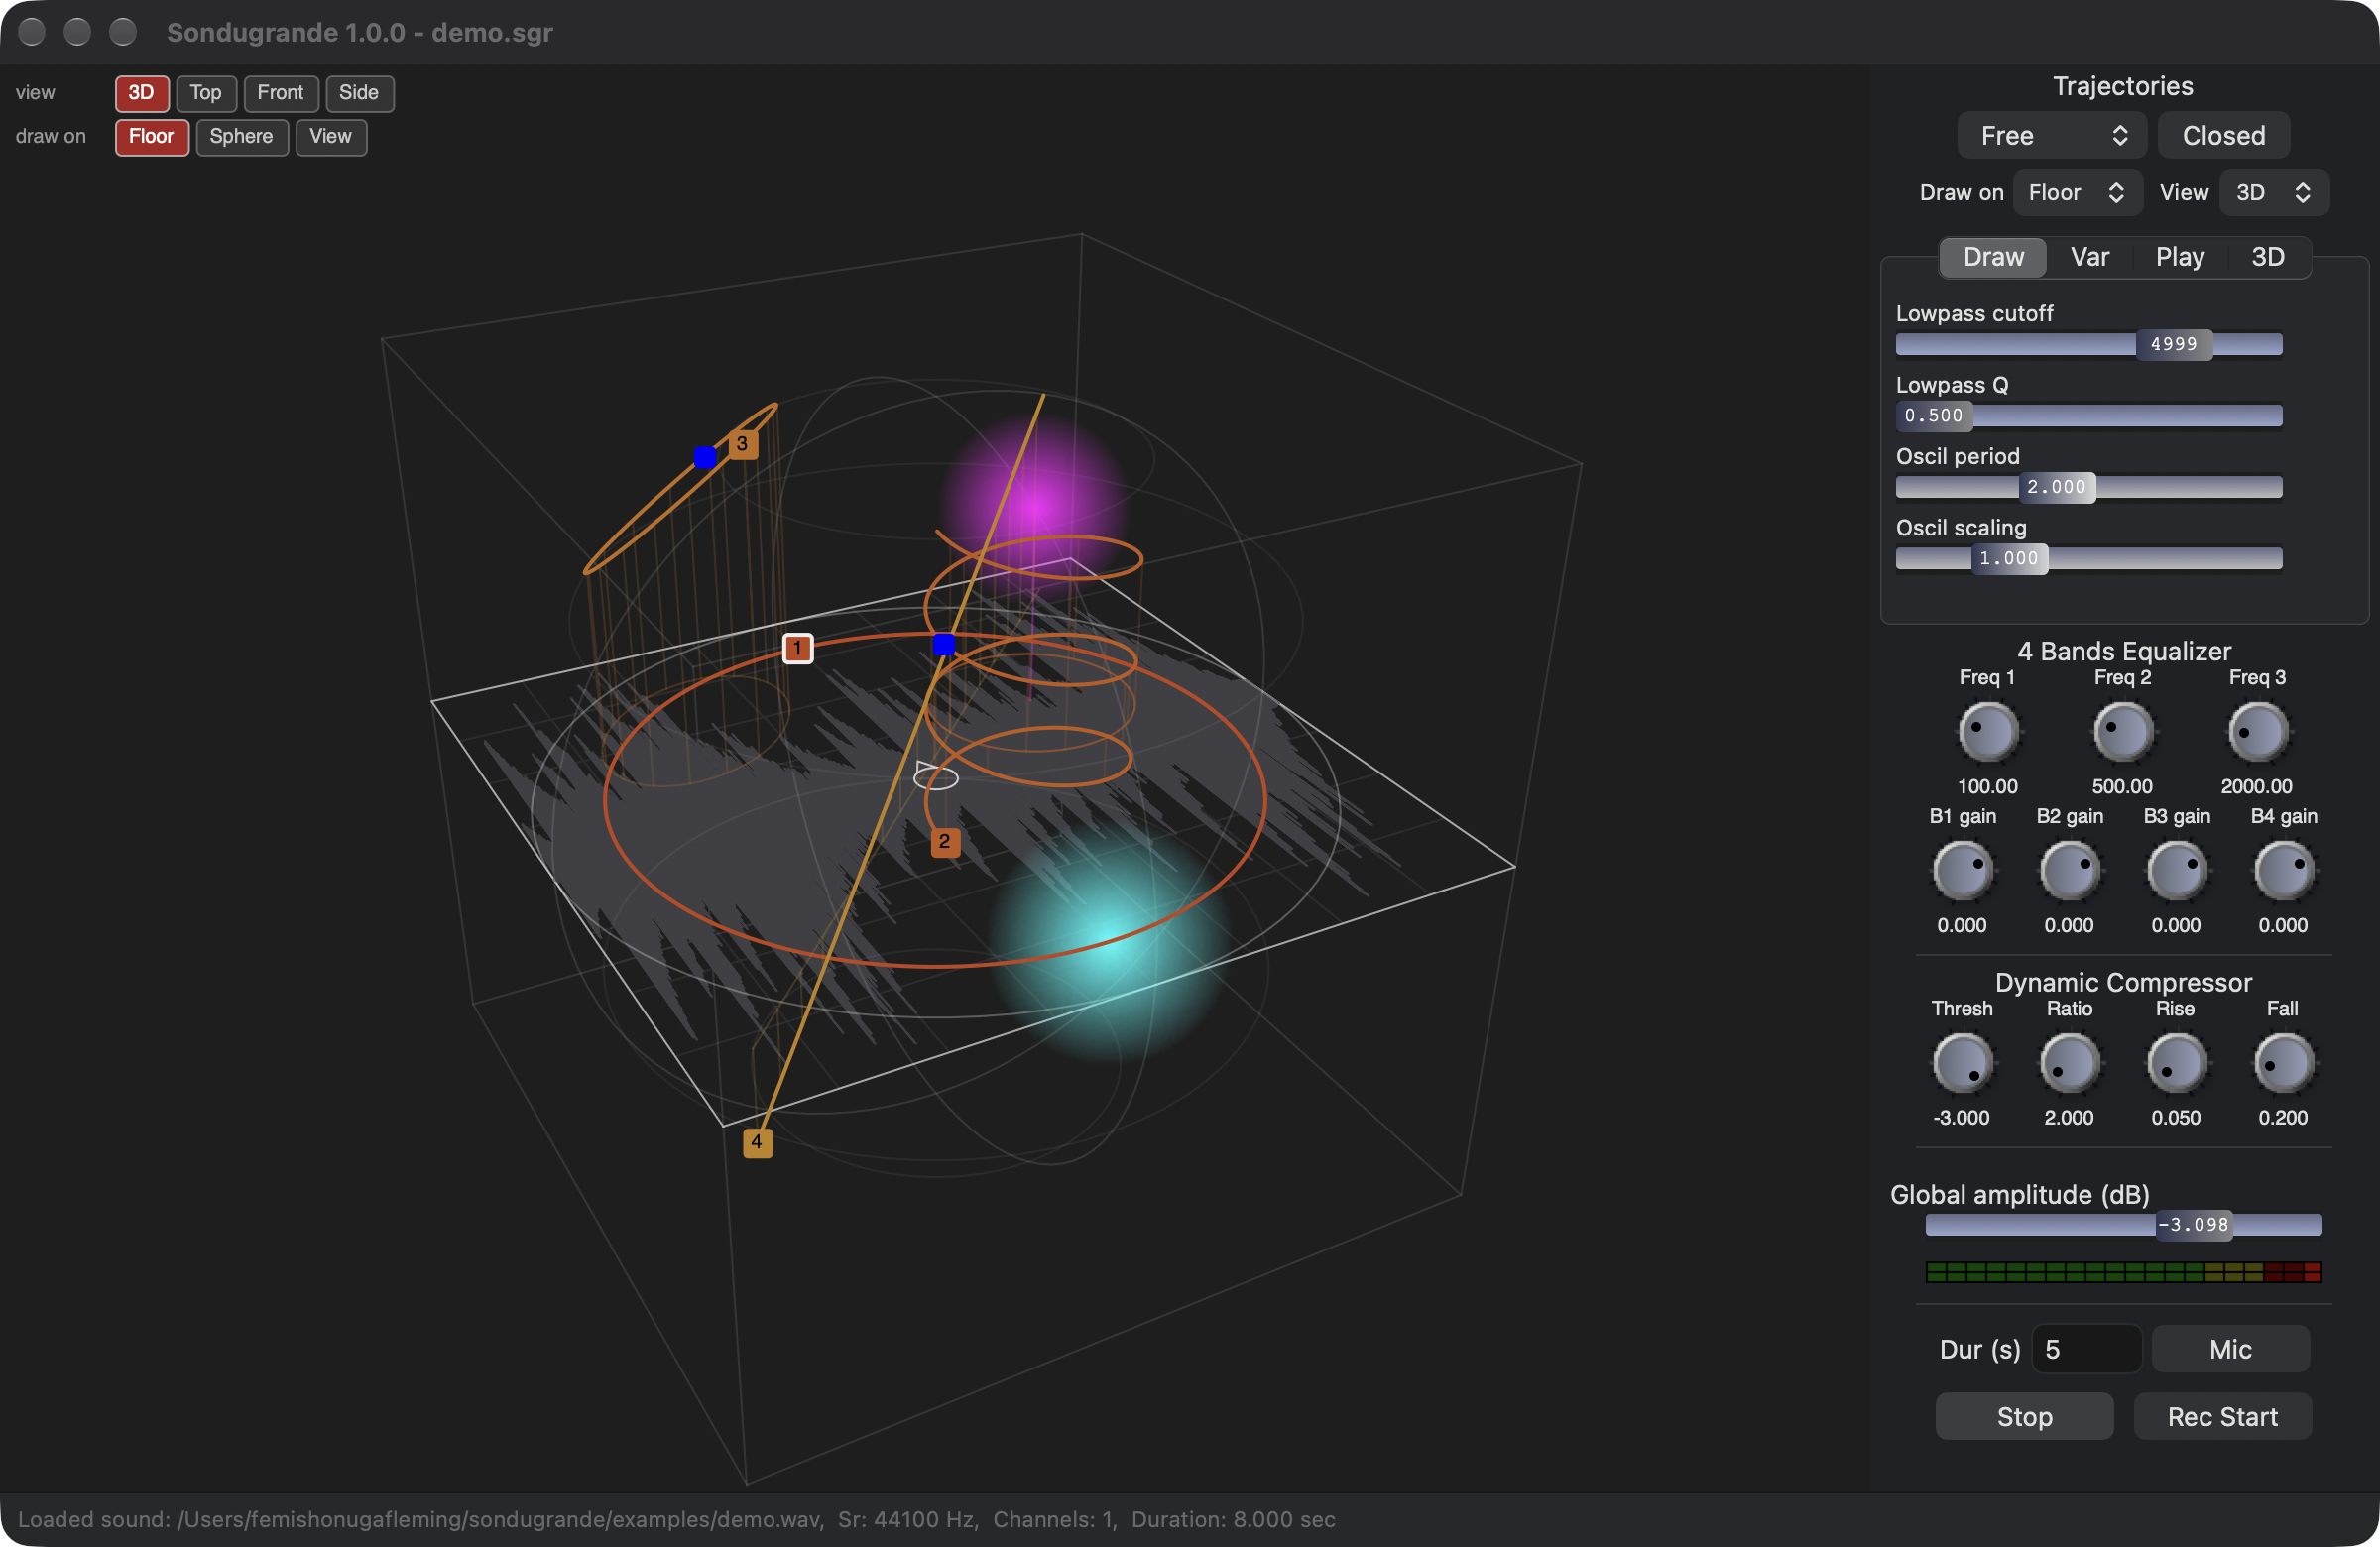 Sondugrande 1.0.0 - demo.sgr
view 3D Top Front Side
draw on Floor Sphere View
3
1
2
4
Trajectories
Free Closed
Draw on Floor View 3D
Draw Var Play 3D
Lowpass cutoff
4999
Lowpass Q
0.500
Oscil period
2.000
Oscil scaling
1.000
4 Bands Equalizer
Freq 1 Freq 2 Freq 3
100.00 500.00 2000.00
B1 gain B2 gain B3 gain B4 gain
0.000 0.000 0.000 0.000
Dynamic Compressor
Thresh Ratio Rise Fall
-3.000 2.000 0.050 0.200
Global amplitude (dB)
-3.098
Dur (s) 5 Mic
Stop Rec Start
Loaded sound: /Users/femishonugafleming/sondugrande/examples/demo.wav, Sr: 44100 Hz, Channels: 1, Duration: 8.000 sec